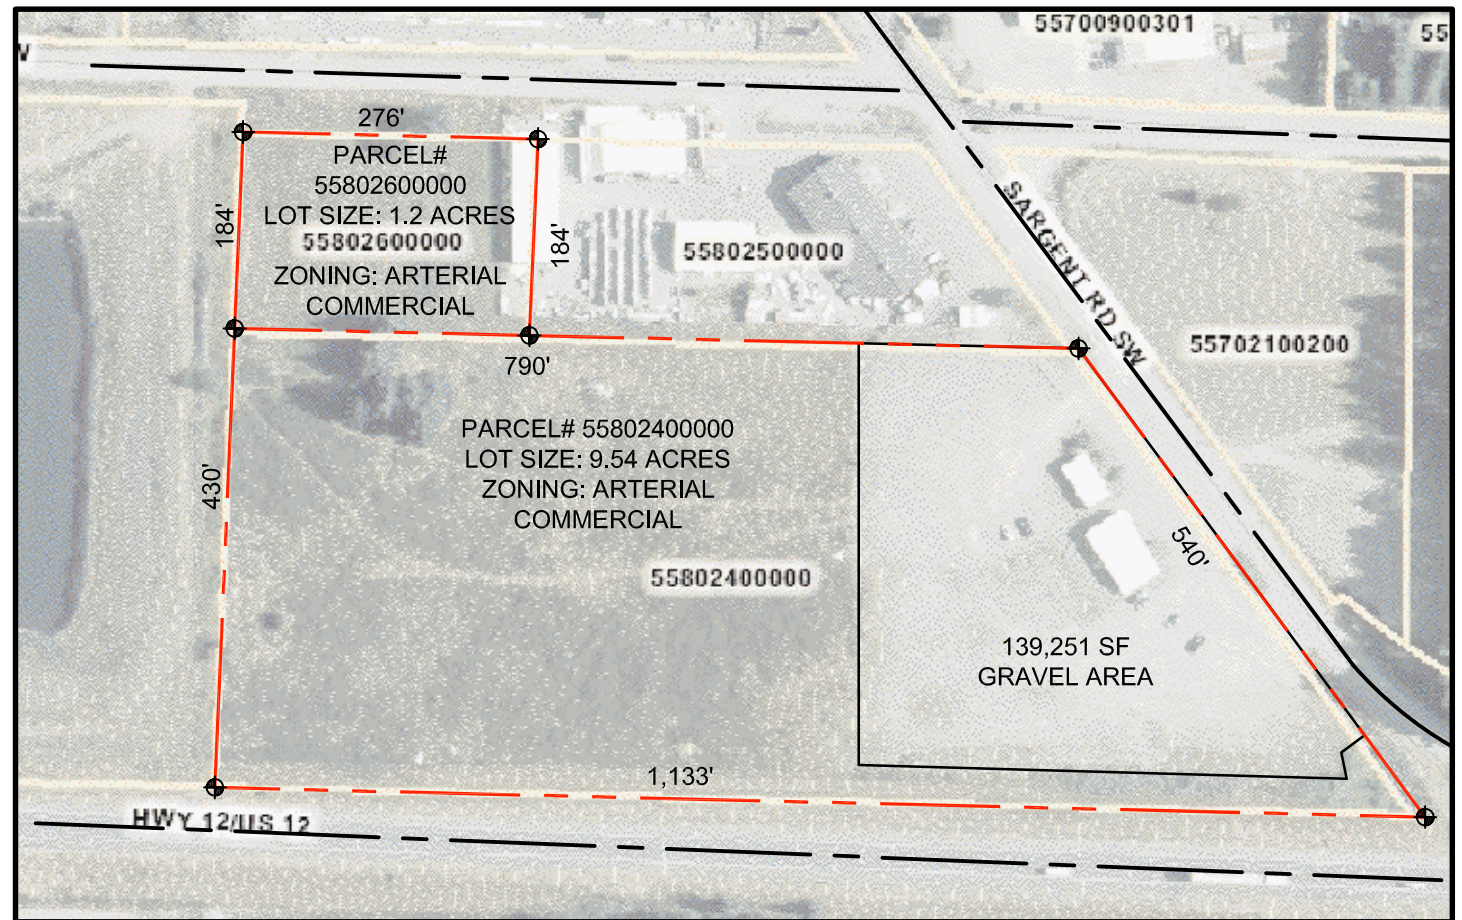 55700900301
55
W
276'
PARCEL#
55802600000
LOT SIZE: 1.2 ACRES
55802600000
ZONING: ARTERIAL
COMMERCIAL
184'
184'
55802500000
SARGENT RD SW
55702100200
790'
PARCEL# 55802400000
LOT SIZE: 9.54 ACRES
ZONING: ARTERIAL
COMMERCIAL
430'
540'
55802400000
139,251 SF
GRAVEL AREA
1,133'
HWY 12/US 12